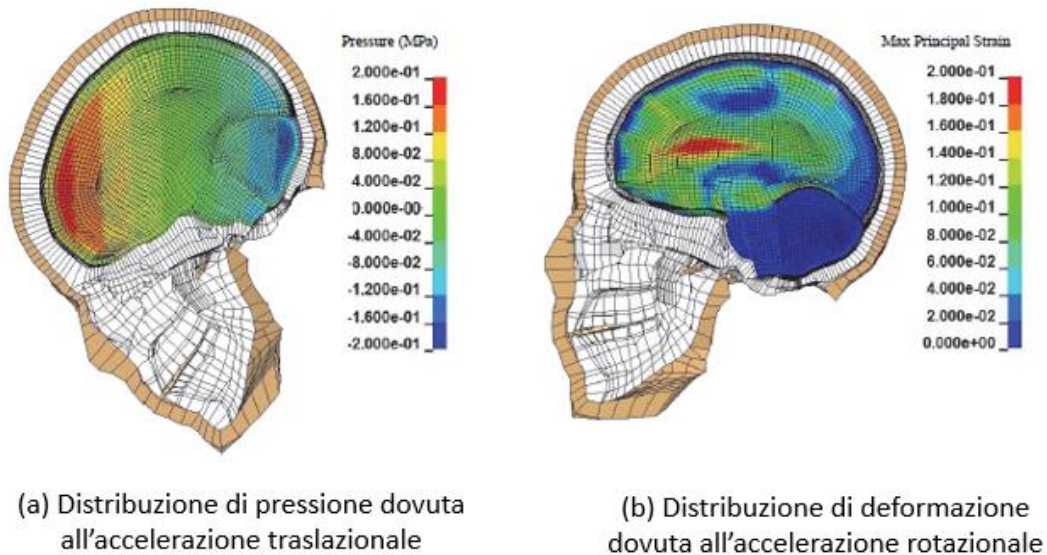 Pressure (MPa)
2.000e-01
1.600e-01
1.200e-01
8.000e-02
4.000e-02
0.000e-00
-4.000e-02
-8.000e-02
-1.200e-01
-1.600e-01
-2.000e-01
Max Principal Strain
2.000e-01
1.800e-01
1.600e-01
1.400e-01
1.200e-01
1.000e-01
8.000e-02
6.000e-02
4.000e-02
2.000e-02
0.000e+00
(a) Distribuzione di pressione dovuta
all’accelerazione traslazionale
(b) Distribuzione di deformazione
dovuta all’accelerazione rotazionale